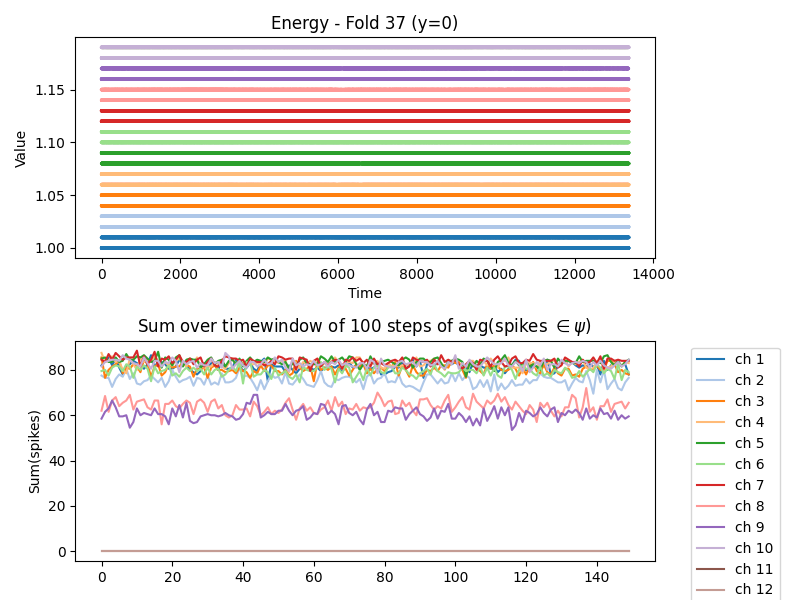 Energy - Fold 37 (y=0)
1.15
1.10
1.05
1.00
Value
0 2000 4000 6000 8000 10000 12000 14000
Time
Sum over timewindow of 100 steps of avg(spikes ∈ψ)
80
60
40
20
0
Sum(spikes)
0 20 40 60 80 100 120 140
ch 1
ch 2
ch 3
ch 4
ch 5
ch 6
ch 7
ch 8
ch 9
ch 10
ch 11
ch 12